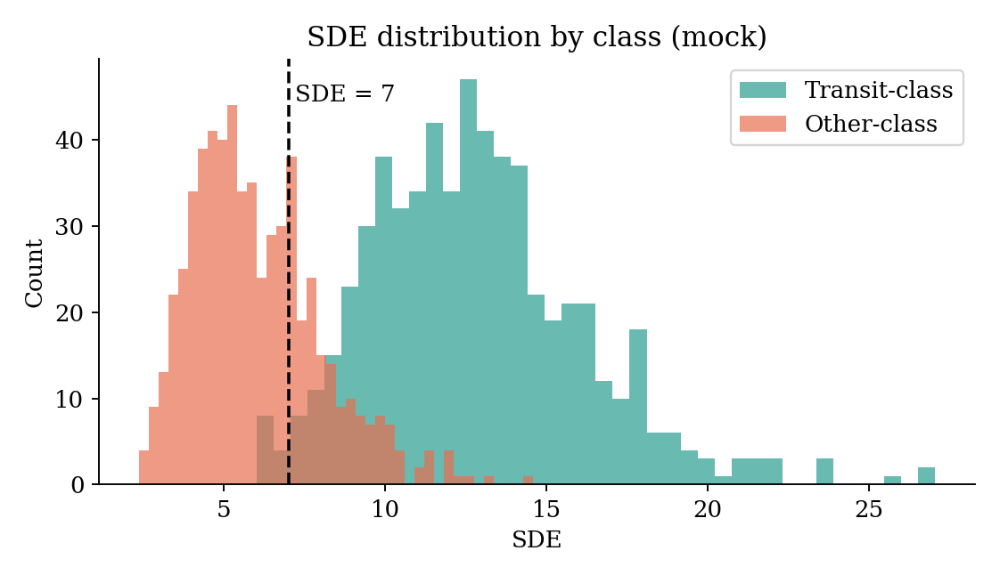 SDE distribution by class (mock)
SDE = 7
Transit-class
Other-class
Count
40
30
20
10
0
5
10
15
20
25
SDE